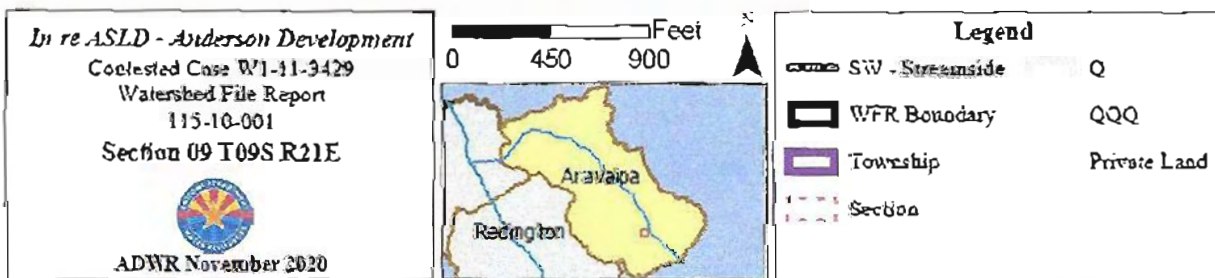 In re ASLD - Anderson Development
Contested Case W1-11-3429
Watershed File Report
115-10-001
Section 09 T09S R21E
ADWR November 2020
Feet
0 450 900
N
Aravaipa
Redington
Legend
SW - Streamside Q
WFR Boundary QQQ
Township Private Land
Section